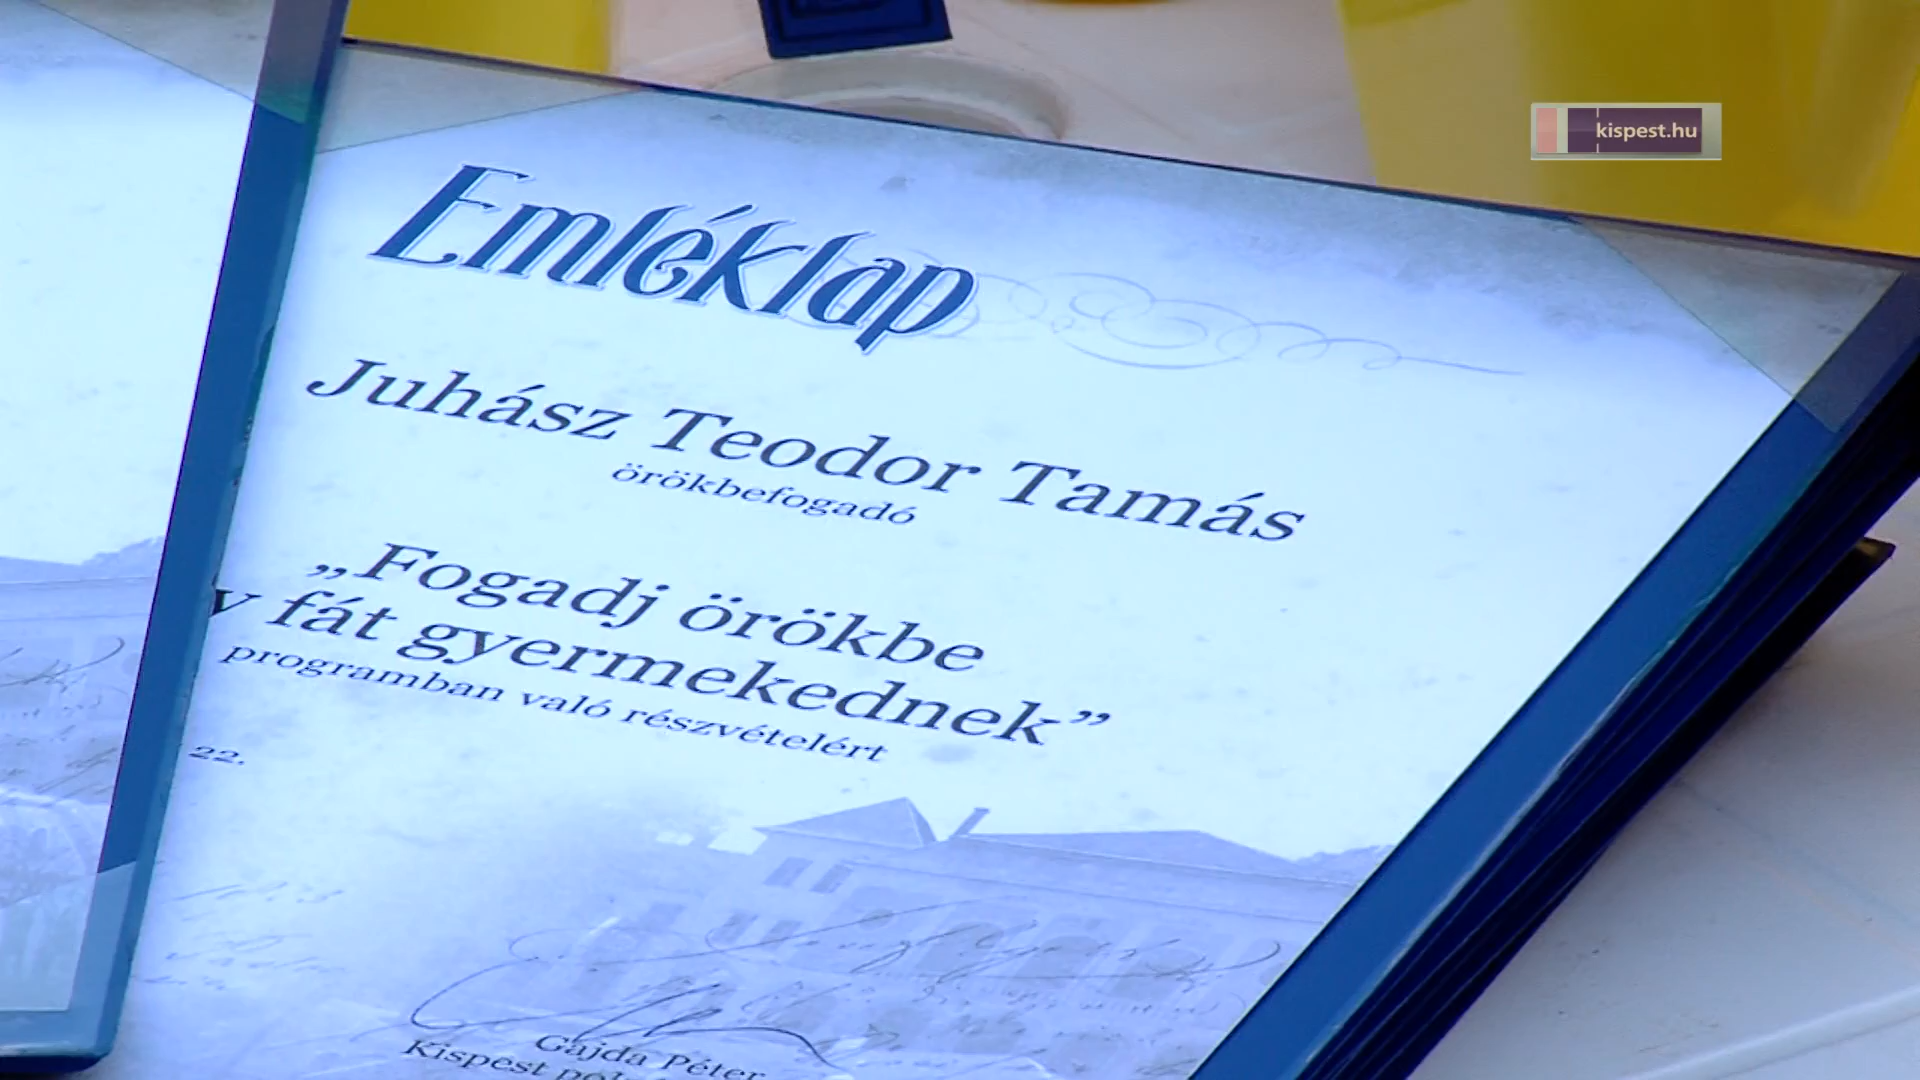 kispest.hu
Emléklap
Juhász Teodor Tamás
örökbefogadó
„Fogadj örökbe
y fát gyermekednek”
programban való részvételért
22.
Gajda Péter
Kispest